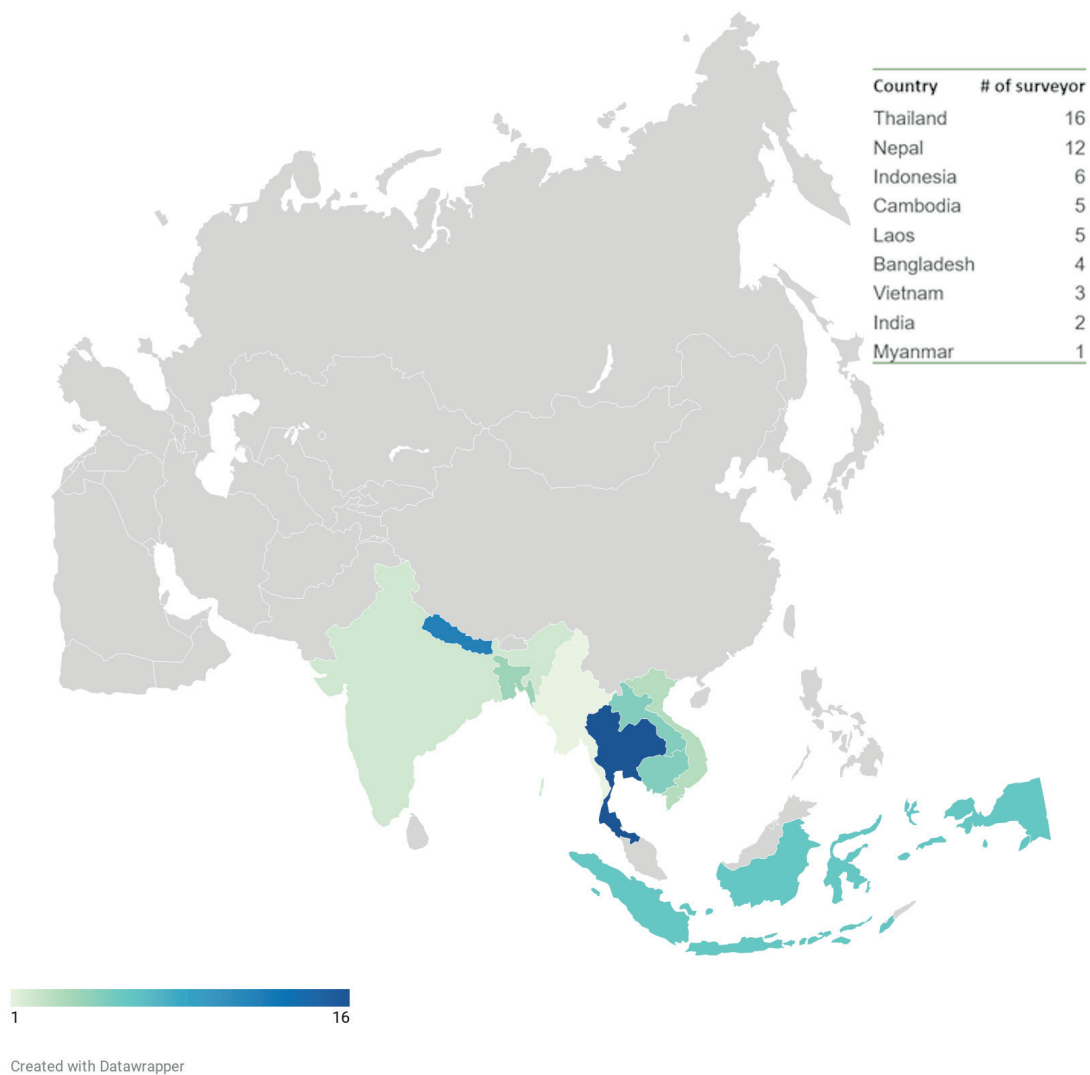 Country # of surveyor
Thailand 16
Nepal 12
Indonesia 6
Cambodia 5
Laos 5
Bangladesh 4
Vietnam 3
India 2
Myanmar 1
1 16
Created with Datawrapper